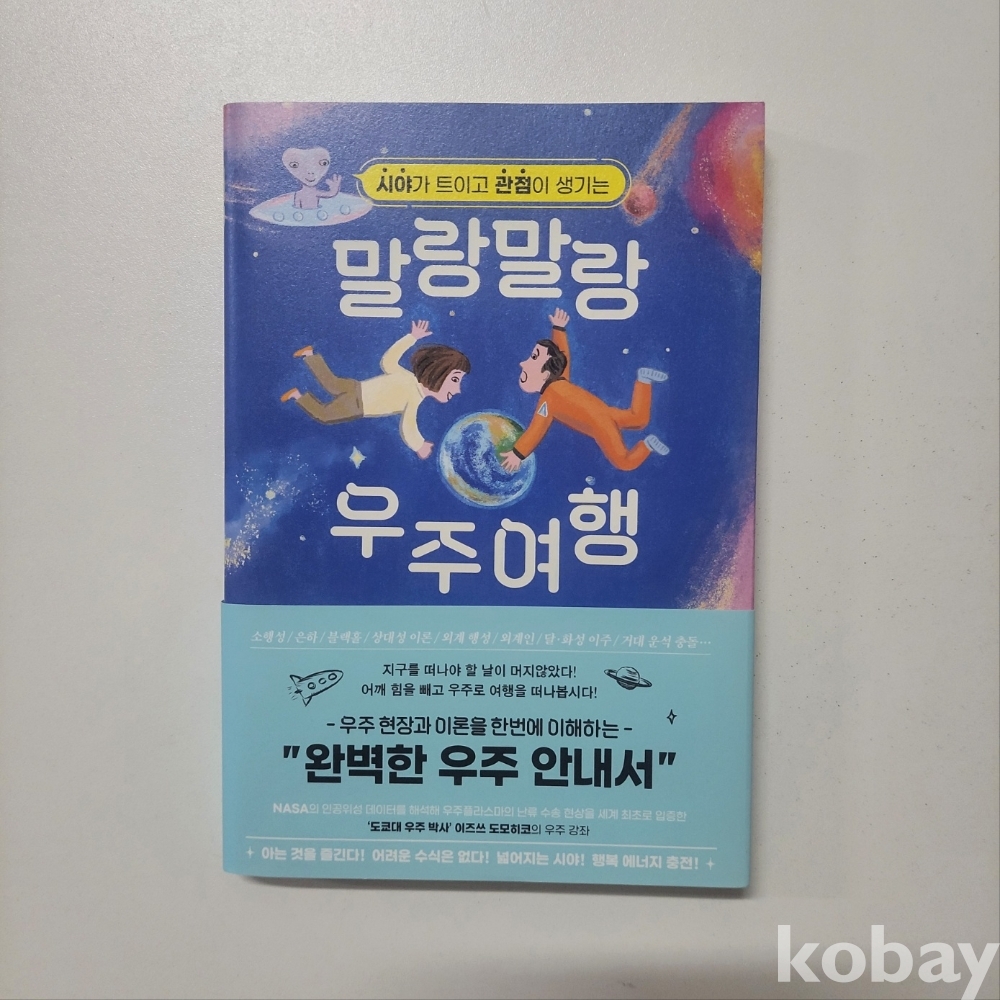 시야가 트이고 관점이 생기는
말랑말랑
우주여행
소행성/은하/블랙홀/상대성 이론/외계 행성/외계인/달·화성 이주/거대 운석 충돌…
지구를 떠나야 할 날이 머지않았다!
어깨 힘을 빼고 우주로 여행을 떠나봅시다!
- 우주 현장과 이론을 한번에 이해하는 -
"완벽한 우주 안내서"
NASA의 인공위성 데이터를 해석해 우주플라스마의 난류 수송 현상을 세계 최초로 입증한
'도쿄대 우주 박사' 이즈쓰 도모히코의 우주 강좌
아는 것을 즐긴다! 어려운 수식은 없다! 넓어지는 시야! 행복 에너지 충전!
kobay